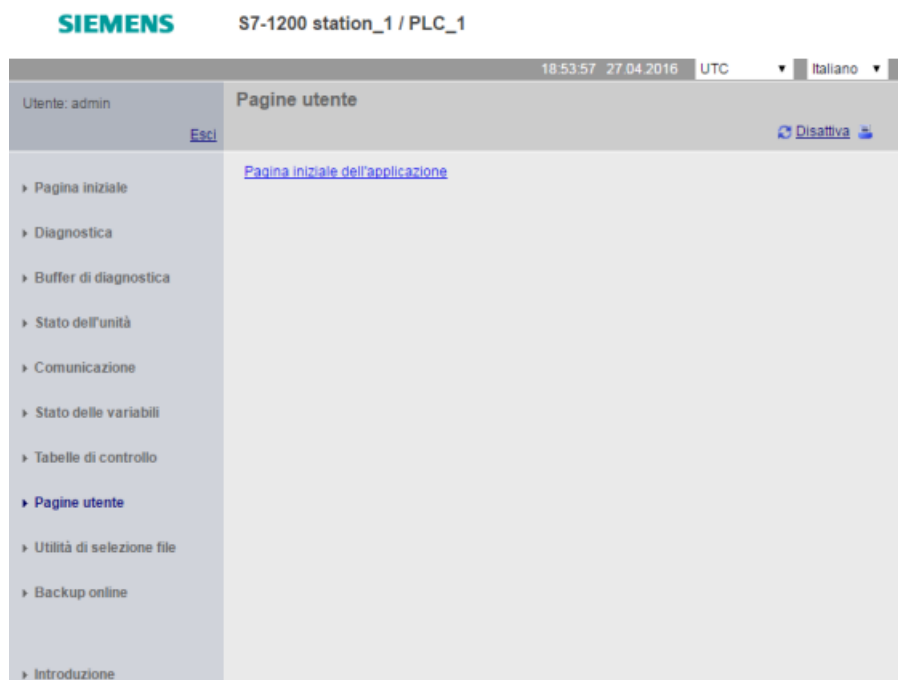 SIEMENS
S7-1200 station_1 / PLC_1
18:53:57 27.04.2016 UTC Italiano
Utente: admin
Esci
Pagine utente
Disattiva
Pagina iniziale dell'applicazione
Pagina iniziale
Diagnostica
Buffer di diagnostica
Stato dell'unità
Comunicazione
Stato delle variabili
Tabelle di controllo
Pagine utente
Utilità di selezione file
Backup online
Introduzione